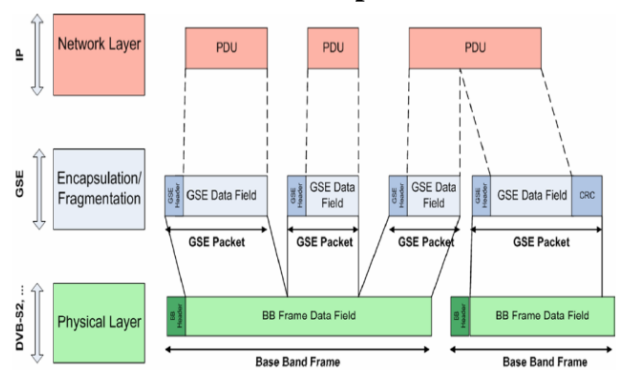 IP
Network Layer
PDU
PDU
PDU
GSE
Encapsulation/
Fragmentation
GSE
Header
GSE Data Field
GSE
Header
GSE Data
Field
GSE
Header
GSE Data
Field
GSE
Header
GSE Data Field
CRC
GSE Packet
GSE Packet
GSE Packet
GSE Packet
DVB-S2, ...
Physical Layer
BB
Header
BB Frame Data Field
BB
Header
BB Frame Data Field
Base Band Frame
Base Band Frame